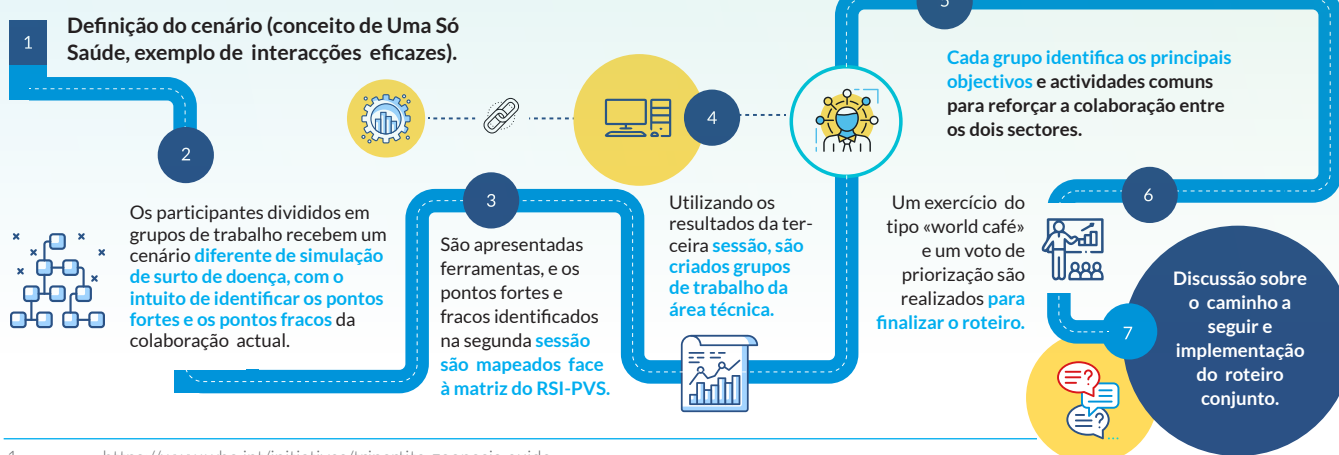 1
Definição do cenário (conceito de Uma Só
Saúde, exemplo de interacções eficazes).
2
Os participantes divididos em
grupos de trabalho recebem um
cenário diferente de simulação
de surto de doença, com o
intuito de identificar os pontos
fortes e os pontos fracos da
colaboração actual.
3
São apresentadas
ferramentas, e os
pontos fortes e
fracos identificados
na segunda sessão
são mapeados face
à matriz do RSI-PVS.
4
Utilizando os
resultados da ter-
ceira sessão, são
criados grupos
de trabalho da
área técnica.
5
Cada grupo identifica os principais
objectivos e actividades comuns
para reforçar a colaboração entre
os dois sectores.
6
Um exercício do
tipo «world café»
e um voto de
priorização são
realizados para
finalizar o roteiro.
7
Discussão sobre
o caminho a
seguir e
implementação
do roteiro
conjunto.